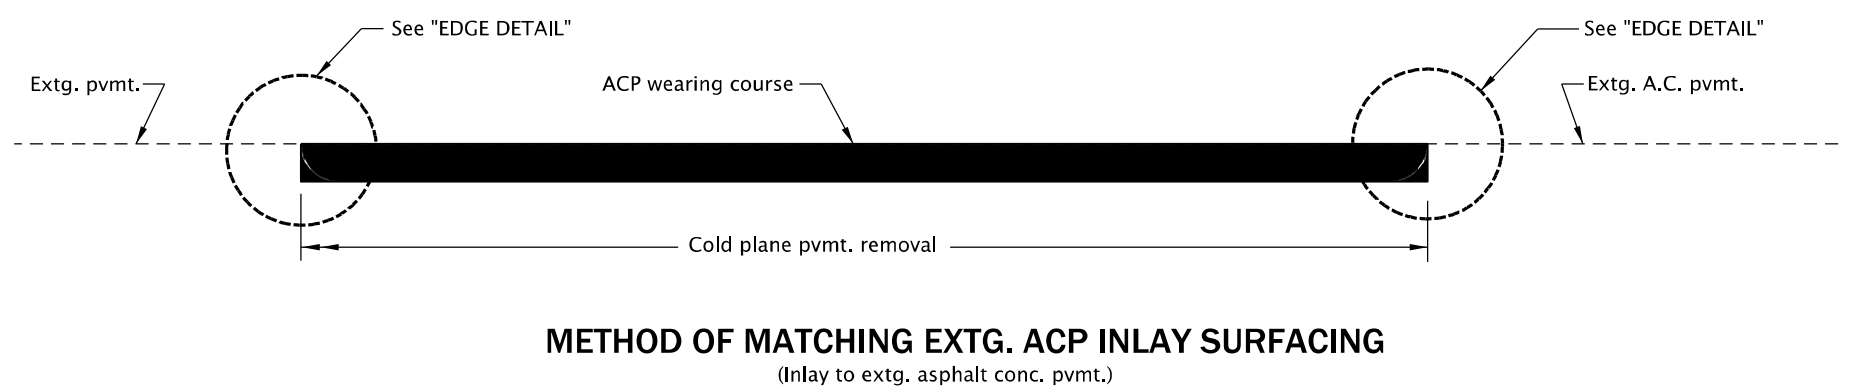 See "EDGE DETAIL"
See "EDGE DETAIL"
Extg. pvmt.
ACP wearing course
Extg. A.C. pvmt.
Cold plane pvmt. removal
METHOD OF MATCHING EXTG. ACP INLAY SURFACING
(Inlay to extg. asphalt conc. pvmt.)